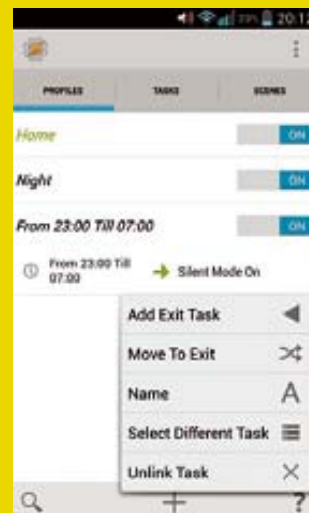 20:12
PROFILES TASKS SCENES
Home ON
Night ON
From 23:00 Till 07:00 ON
From 23:00 Till
07:00
Silent Mode On
Add Exit Task
Move To Exit
Name A
Select Different Task
Unlink Task
?